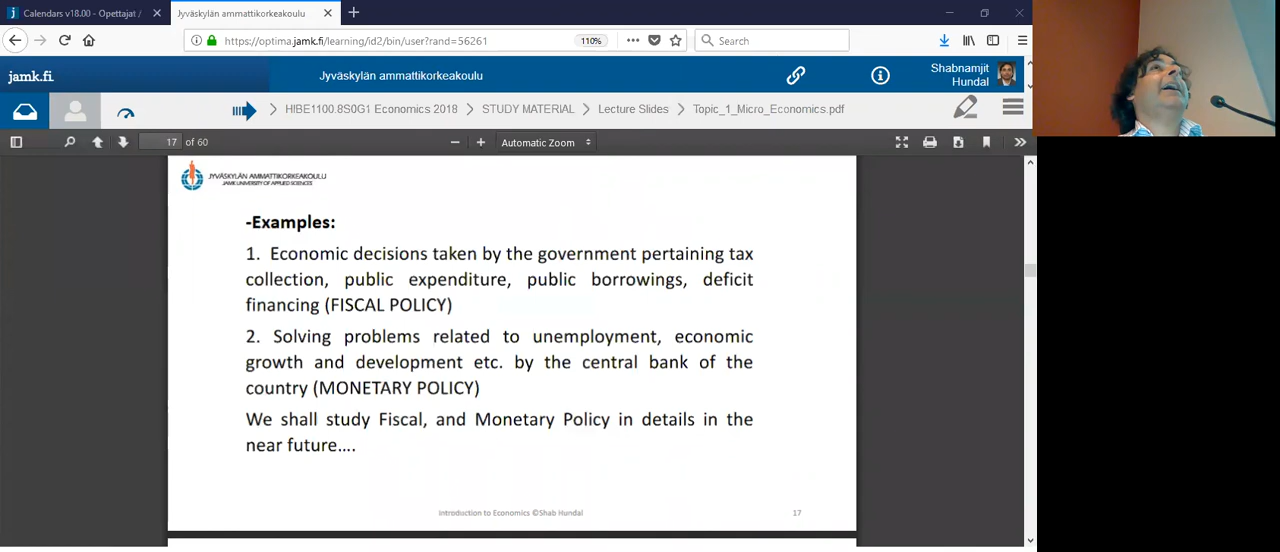 Calendars v18.00 - Opettajat /
Jyväskylän ammattikorkeakoulu
https://optima.jamk.fi/learning/id2/bin/user?rand=56261
110%
Search
jamk.fi
Jyväskylän ammattikorkeakoulu
Shabnamjit
Hundal
HIBE1100.8S0G1 Economics 2018
STUDY MATERIAL
Lecture Slides
Topic_1_Micro_Economics.pdf
17 of 60
Automatic Zoom
JYVÄSKYLÄN AMMATTIKORKEAKOULU
JAMK UNIVERSITY OF APPLIED SCIENCES
-Examples:
1. Economic decisions taken by the government pertaining tax
collection, public expenditure, public borrowings, deficit
financing (FISCAL POLICY)
2. Solving problems related to unemployment, economic
growth and development etc. by the central bank of the
country (MONETARY POLICY)
We shall study Fiscal, and Monetary Policy in details in the
near future....
Introduction to Economics ©Shab Hundal
17